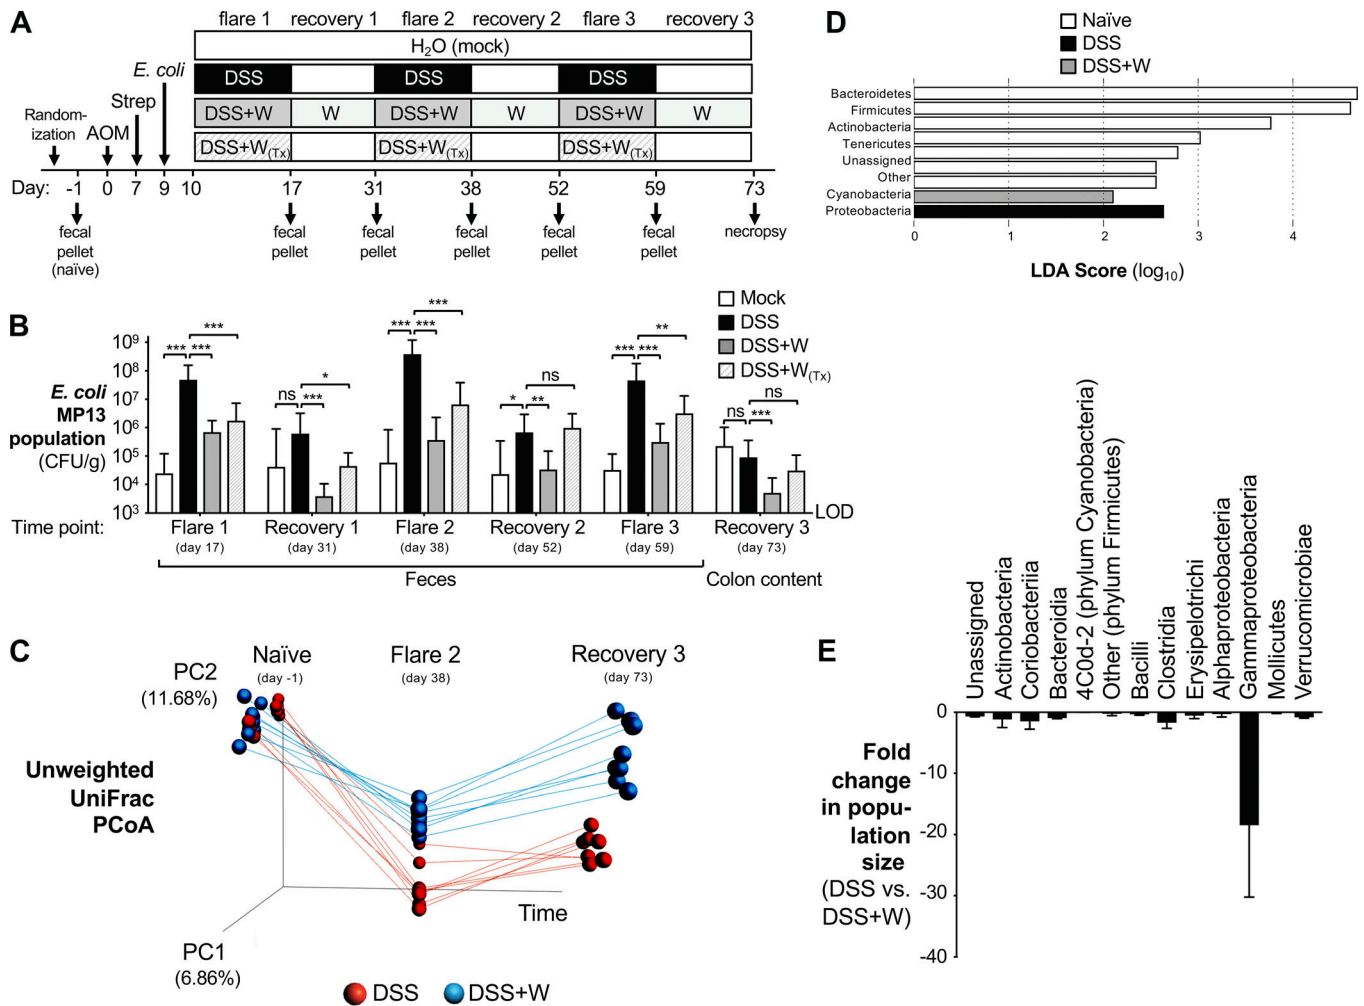 A
flare 1 recovery 1 flare 2 recovery 2 flare 3 recovery 3
H₂O (mock)
E. coli
DSS DSS DSS
Strep
DSS+W W DSS+W W DSS+W W
Random-
ization
AOM
DSS+W(Tx) DSS+W(Tx) DSS+W(Tx)
Day: -1 0 7 9 10 17 31 38 52 59 73
fecal
pellet
(naïve)
fecal
pellet
fecal
pellet
fecal
pellet
fecal
pellet
fecal
pellet
necropsy
B
Mock
DSS
DSS+W
DSS+W(Tx)
E. coli
MP13
population
(CFU/g)
10⁹
10⁸
10⁷
10⁶
10⁵
10⁴
10³
*** *** ***
ns *** *
*** *** ***
* ** ns
*** *** **
ns *** ns
LOD
Time point: Flare 1 Recovery 1 Flare 2 Recovery 2 Flare 3 Recovery 3
(day 17) (day 31) (day 38) (day 52) (day 59) (day 73)
Feces Colon content
C
Naïve Flare 2 Recovery 3
(day -1) (day 38) (day 73)
PC2
(11.68%)
Unweighted
UniFrac
PCoA
Time
PC1
(6.86%)
DSS DSS+W
D
Naïve
DSS
DSS+W
Bacteroidetes
Firmicutes
Actinobacteria
Tenericutes
Unassigned
Other
Cyanobacteria
Proteobacteria
0 1 2 3 4
LDA Score (log₁₀)
E
Unassigned
Actinobacteria
Coriobacteriia
Bacteroidia
4C0d-2 (phylum Cyanobacteria)
Other (phylum Firmicutes)
Bacilli
Clostridia
Erysipelotrichi
Alphaproteobacteria
Gammaproteobacteria
Mollicutes
Verrucomicrobiae
0
-10
-20
-30
-40
Fold
change
in popu-
lation
size
(DSS vs.
DSS+W)